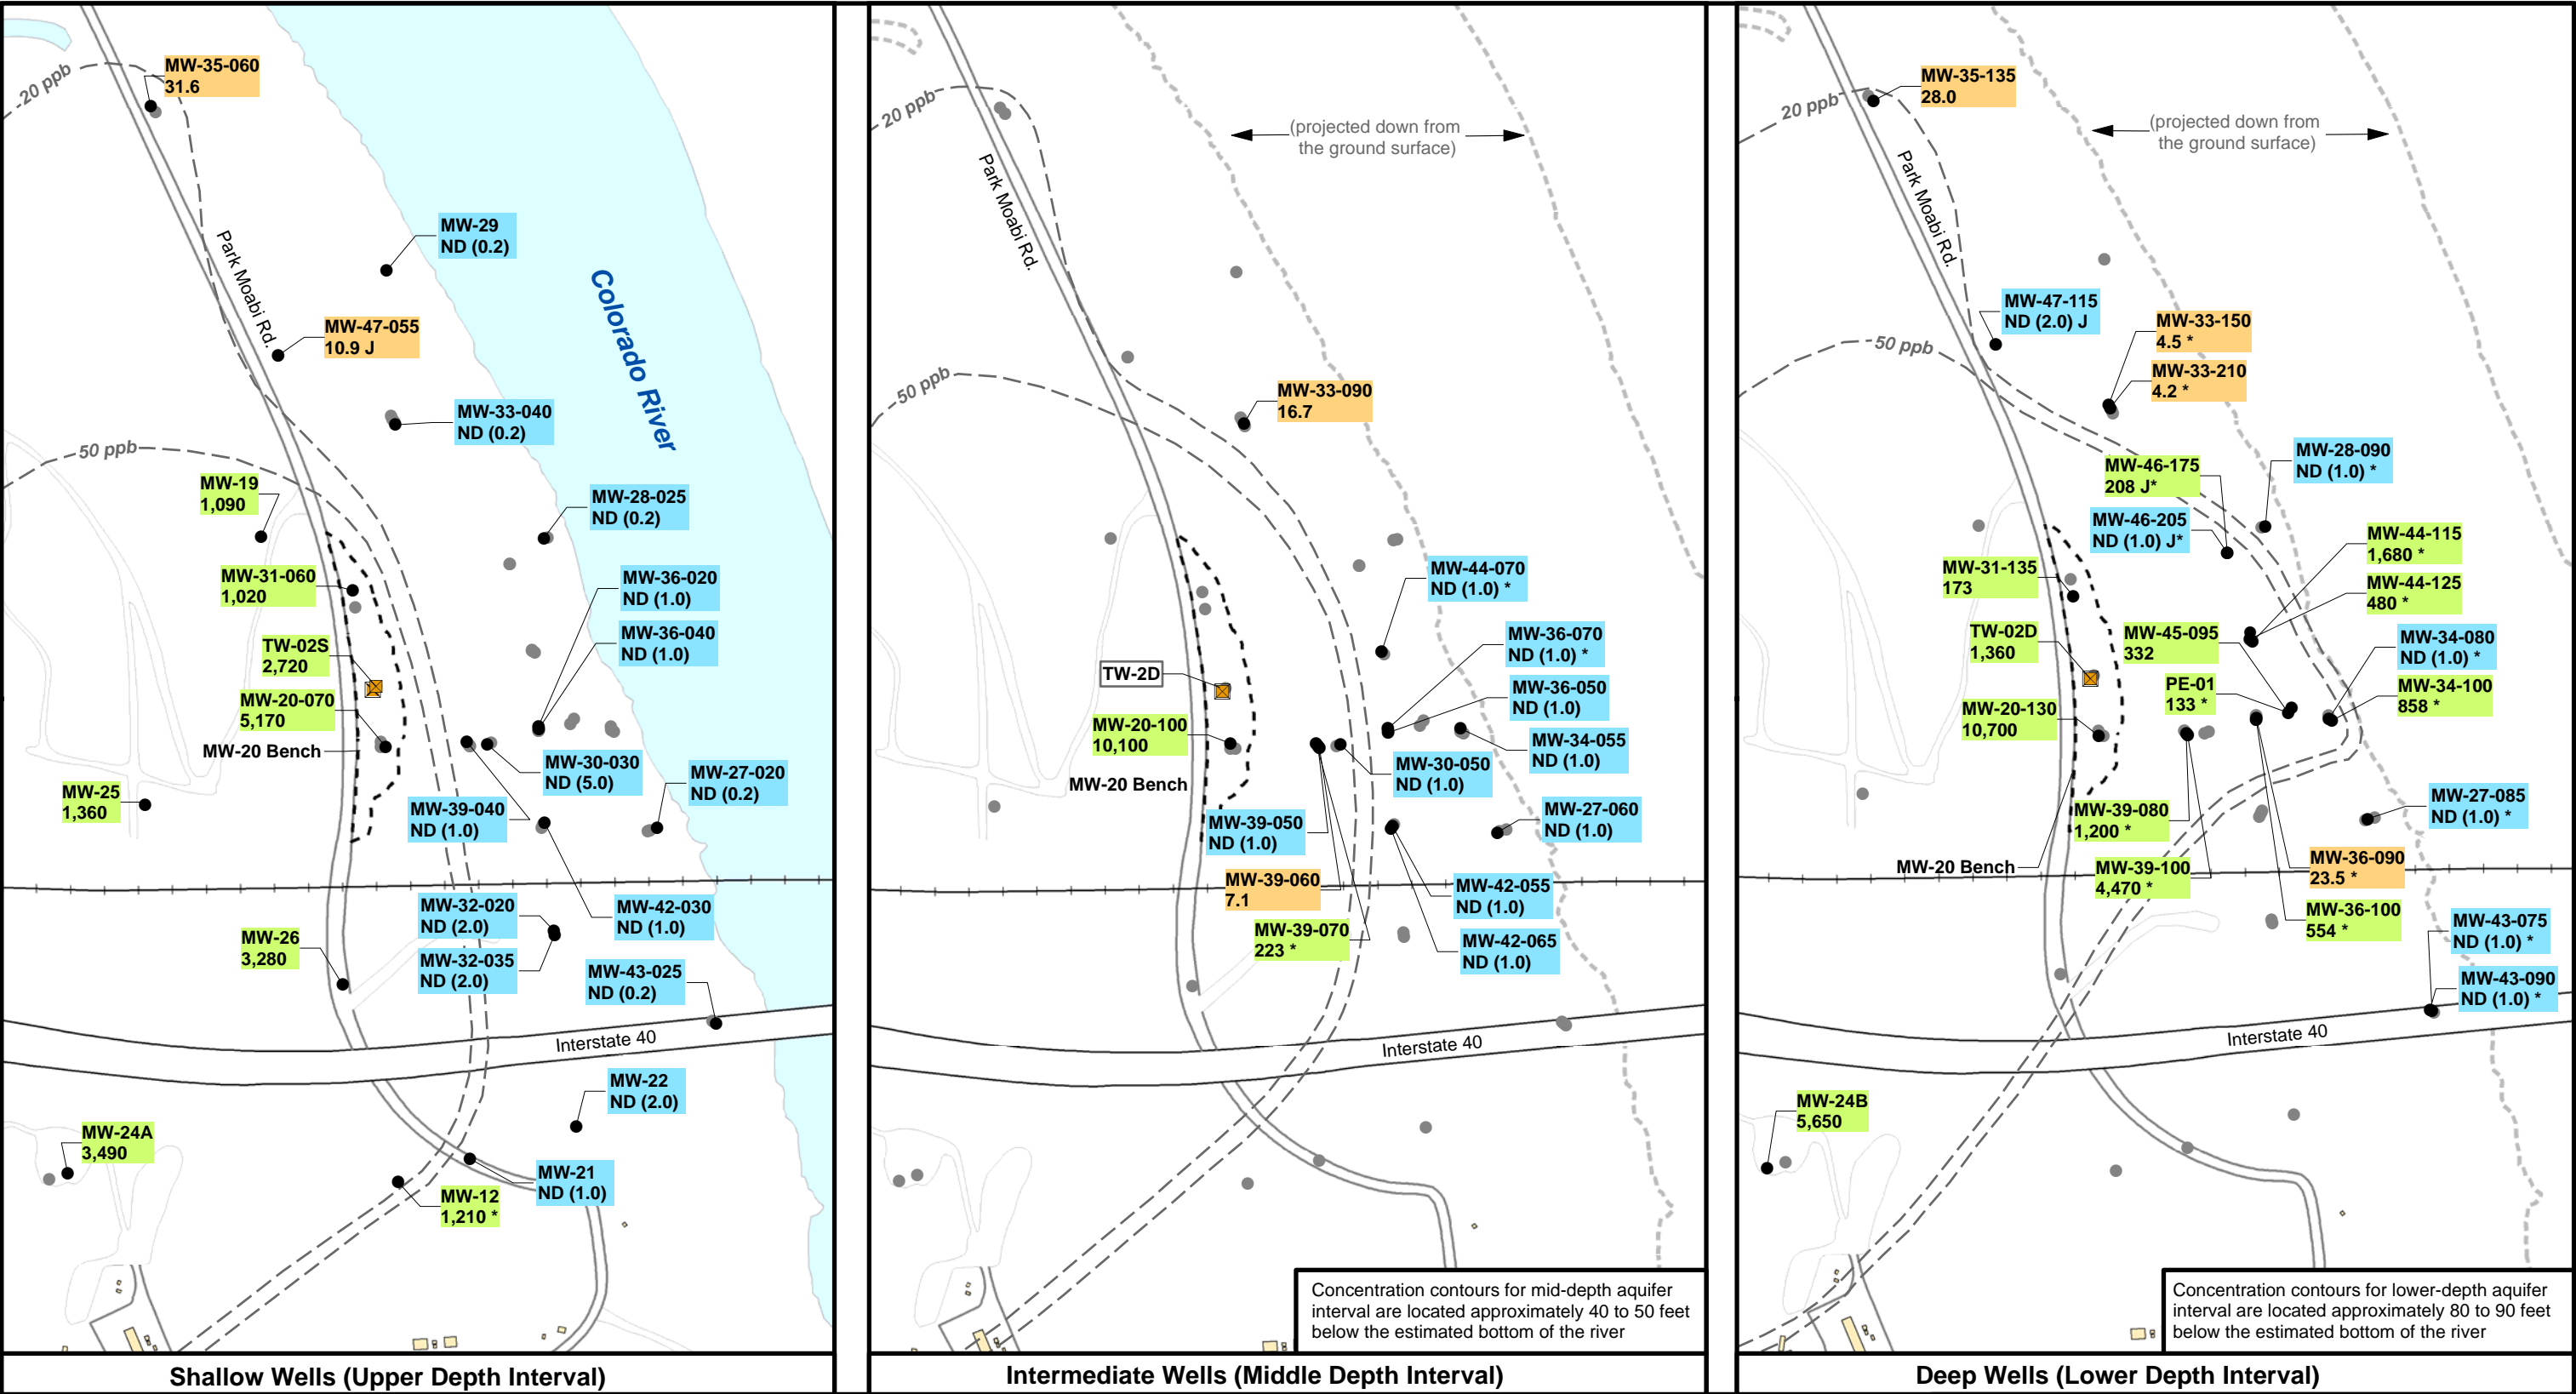 20 ppb
MW-35-060
31.6
MW-29
ND (0.2)
Park Moabi Rd.
Colorado River
MW-47-055
10.9 J
MW-33-040
ND (0.2)
50 ppb
MW-19
1,090
MW-28-025
ND (0.2)
MW-31-060
1,020
MW-36-020
ND (1.0)
MW-36-040
ND (1.0)
TW-02S
2,720
MW-20-070
5,170
MW-20 Bench
MW-30-030
ND (5.0)
MW-27-020
ND (0.2)
MW-25
1,360
MW-39-040
ND (1.0)
MW-32-020
ND (2.0)
MW-42-030
ND (1.0)
MW-26
3,280
MW-32-035
ND (2.0)
MW-43-025
ND (0.2)
Interstate 40
MW-22
ND (2.0)
MW-24A
3,490
MW-21
ND (1.0)
MW-12
1,210 *
Shallow Wells (Upper Depth Interval)
20 ppb
(projected down from
the ground surface)
Park Moabi Rd.
50 ppb
MW-33-090
16.7
MW-44-070
ND (1.0) *
MW-36-070
ND (1.0) *
TW-2D
MW-36-050
ND (1.0)
MW-20-100
10,100
MW-34-055
ND (1.0)
MW-30-050
ND (1.0)
MW-20 Bench
MW-27-060
ND (1.0)
MW-39-050
ND (1.0)
MW-39-060
7.1
MW-42-055
ND (1.0)
MW-39-070
223 *
MW-42-065
ND (1.0)
Interstate 40
Concentration contours for mid-depth aquifer
interval are located approximately 40 to 50 feet
below the estimated bottom of the river
Intermediate Wells (Middle Depth Interval)
MW-35-135
28.0
20 ppb
(projected down from
the ground surface)
Park Moabi Rd.
MW-47-115
ND (2.0) J
MW-33-150
4.5 *
50 ppb
MW-33-210
4.2 *
MW-28-090
ND (1.0) *
MW-46-175
208 J*
MW-46-205
ND (1.0) J*
MW-44-115
1,680 *
MW-31-135
173
MW-44-125
480 *
TW-02D
1,360
MW-45-095
332
MW-34-080
ND (1.0) *
PE-01
133 *
MW-34-100
858 *
MW-20-130
10,700
MW-27-085
ND (1.0) *
MW-39-080
1,200 *
MW-20 Bench
MW-39-100
4,470 *
MW-36-090
23.5 *
MW-36-100
554 *
MW-43-075
ND (1.0) *
MW-43-090
ND (1.0) *
Interstate 40
MW-24B
5,650
Concentration contours for lower-depth aquifer
interval are located approximately 80 to 90 feet
below the estimated bottom of the river
Deep Wells (Lower Depth Interval)